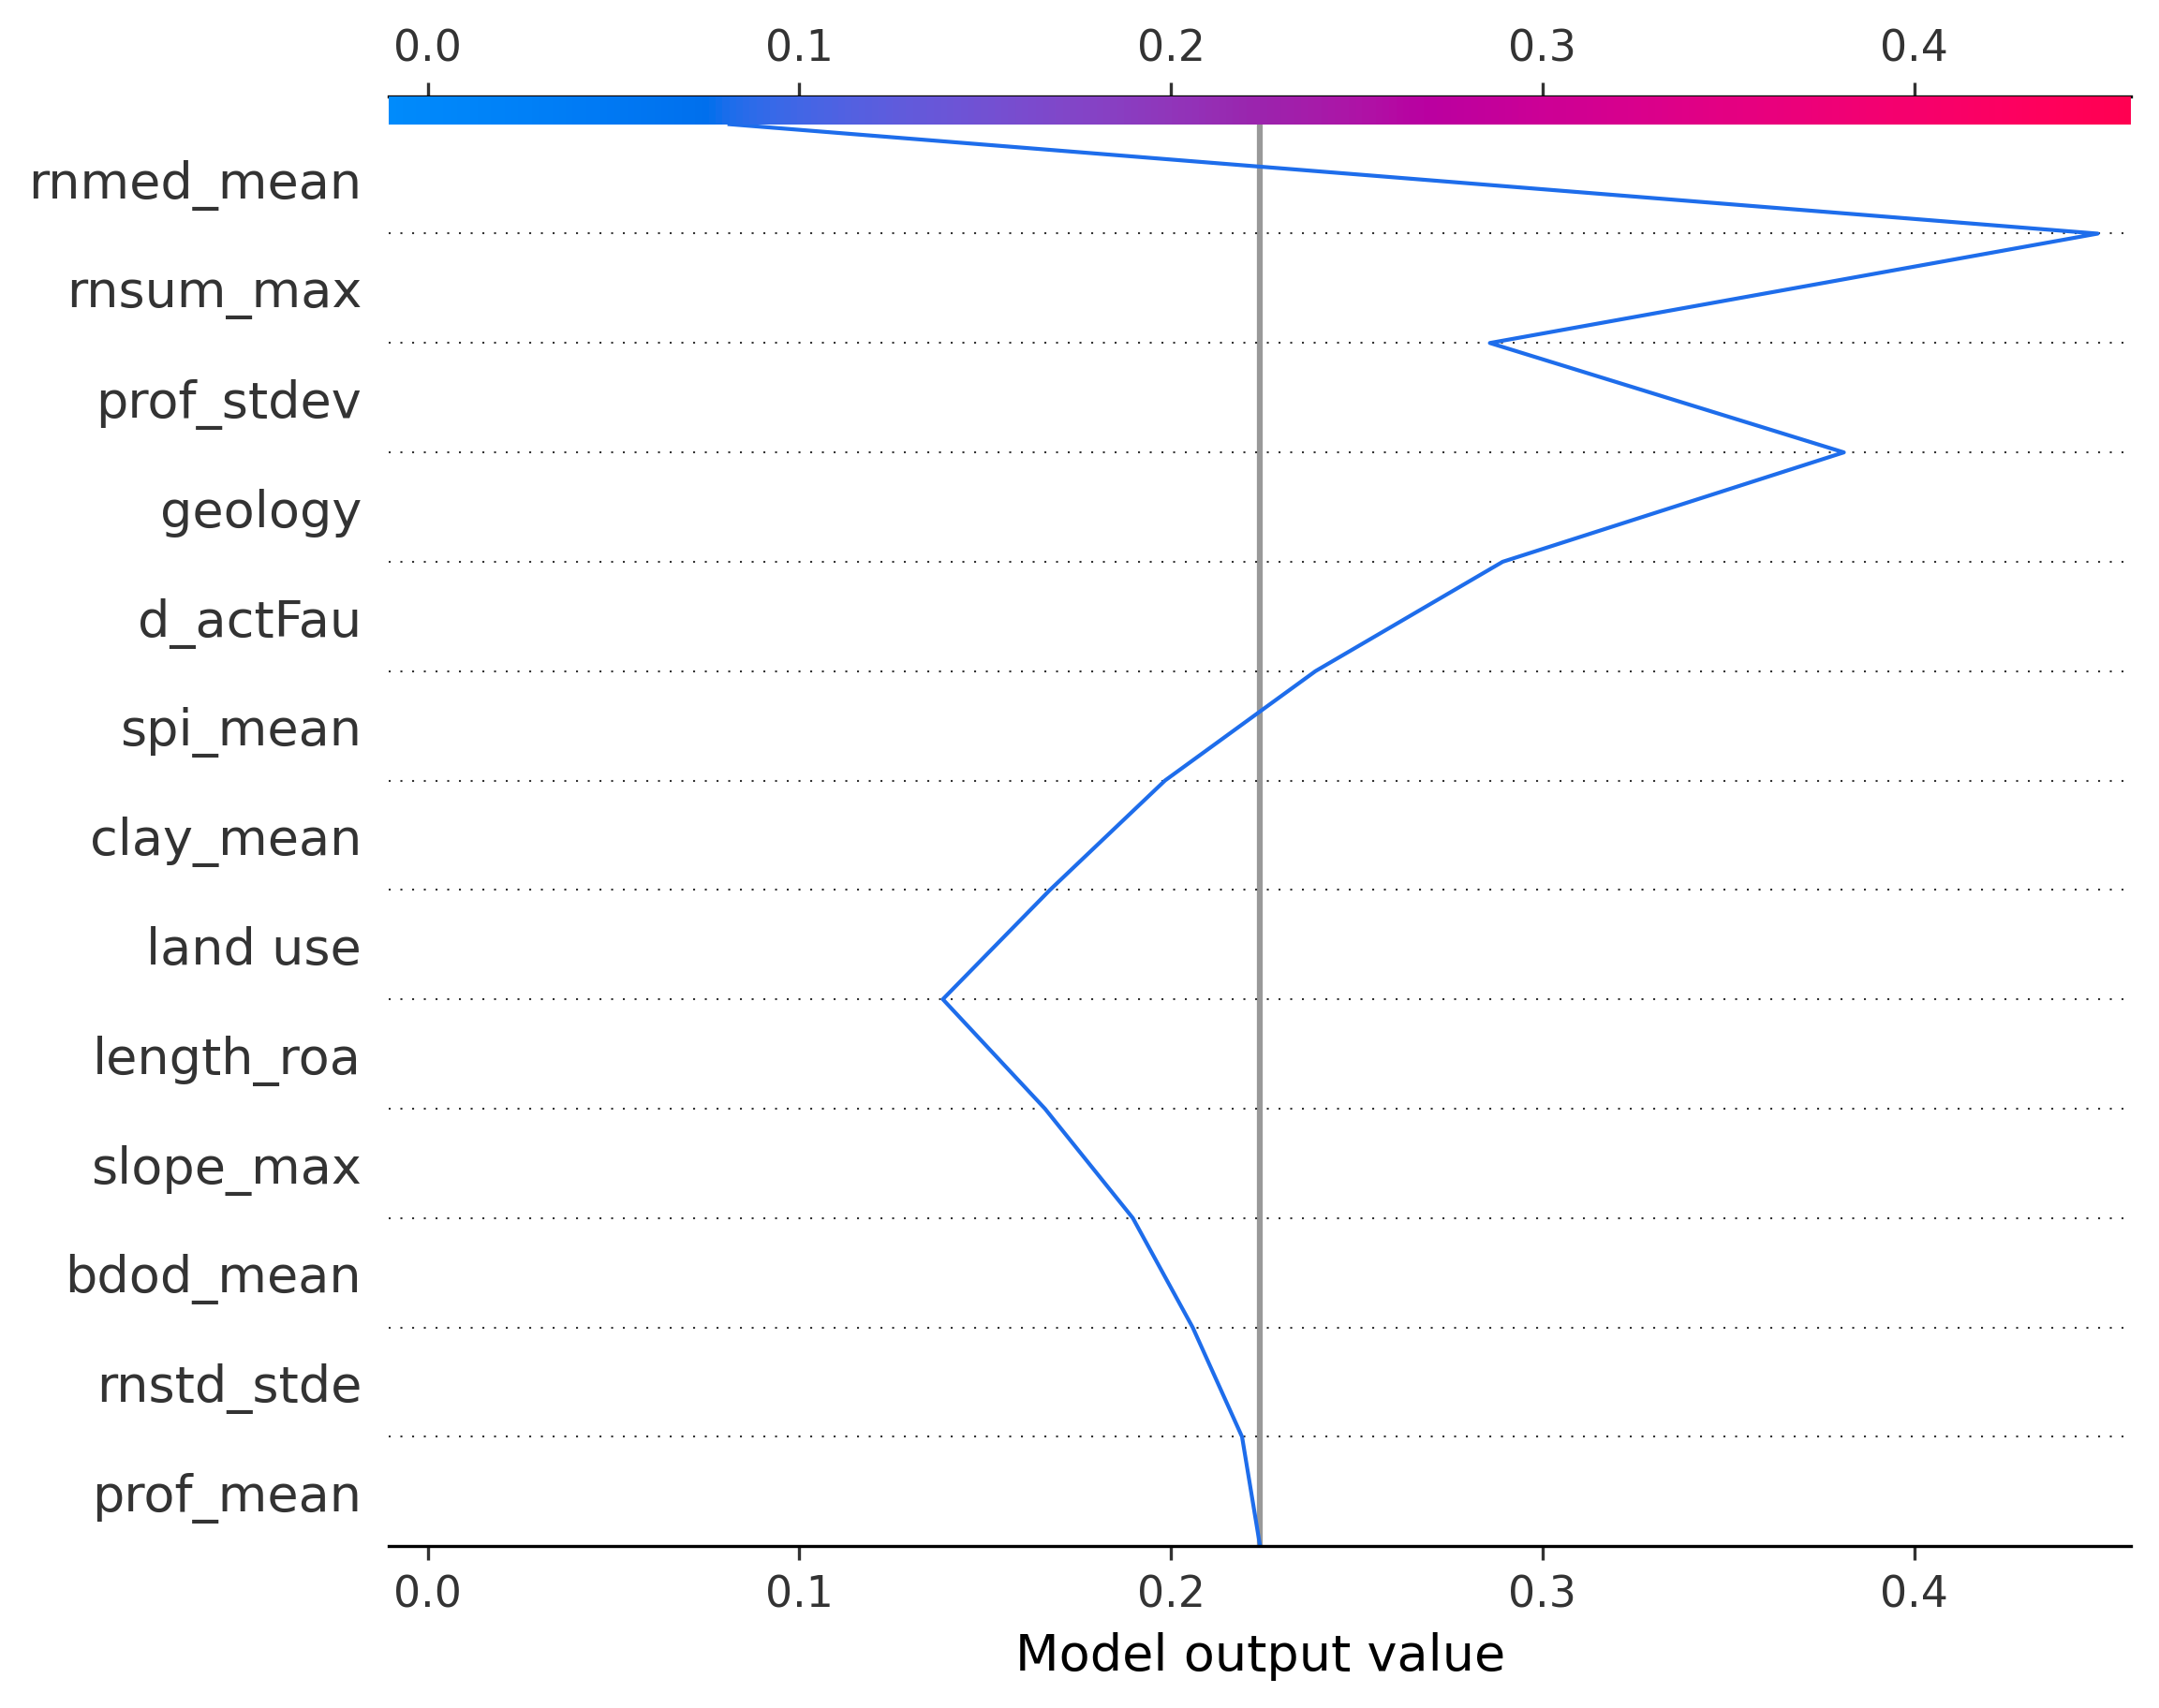 0.0 0.1 0.2 0.3 0.4
rnmed_mean
rnsum_max
prof_stdev
geology
d_actFau
spi_mean
clay_mean
land use
length_roa
slope_max
bdod_mean
rnstd_stde
prof_mean
0.0 0.1 0.2 0.3 0.4
Model output value